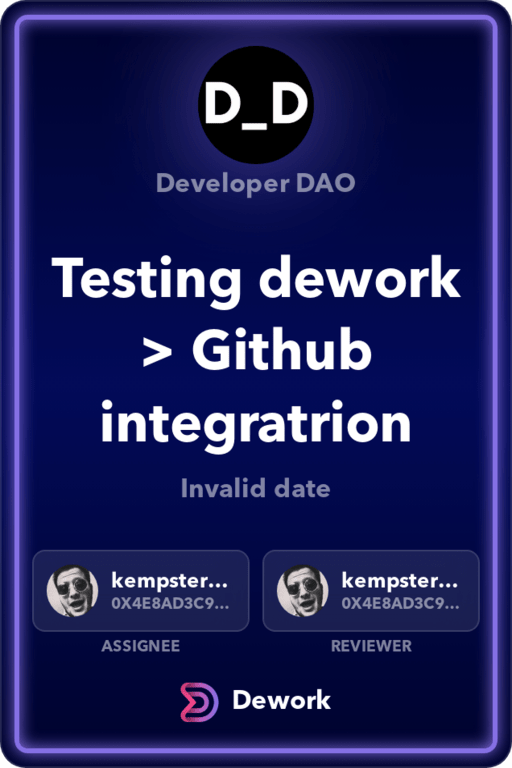 D_D
Developer DAO
Testing dework
> Github
integratrion
Invalid date
kempster...
0X4E8AD3C9...
ASSIGNEE
kempster...
0X4E8AD3C9...
REVIEWER
Dework